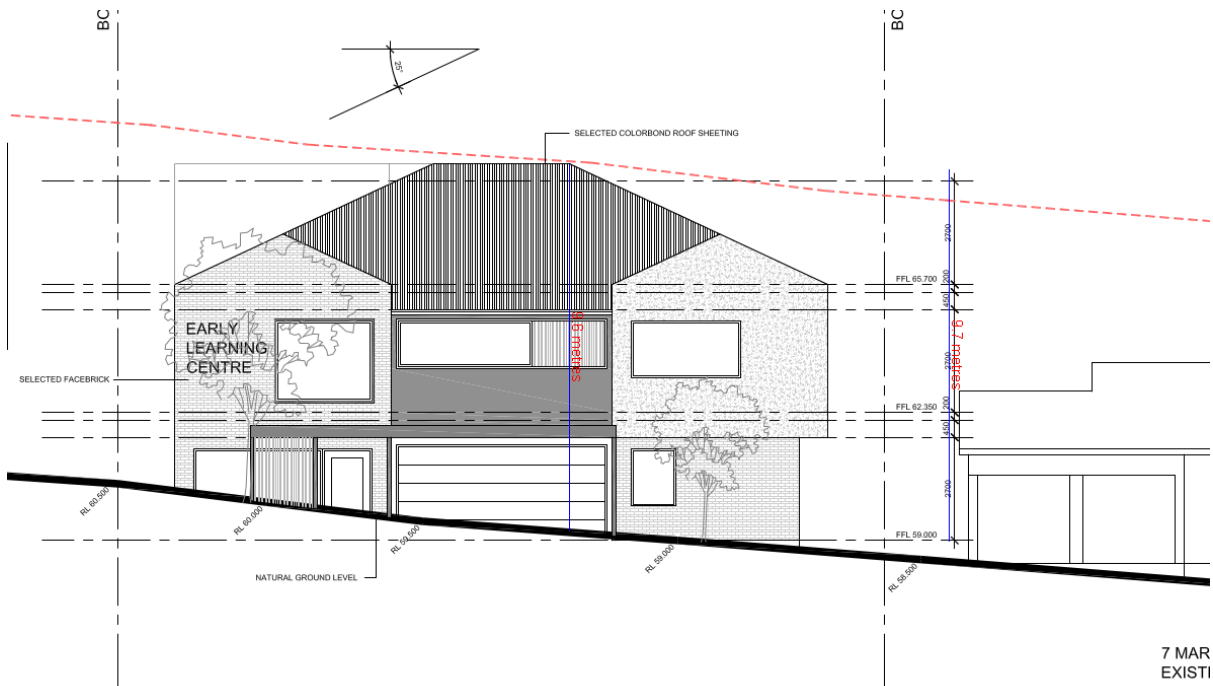 BC
BC
25°
SELECTED COLORBOND ROOF SHEETING
2700
FFL 65.700
200
450
EARLY
LEARNING
CENTRE
9.6 metres
9.7 metres
2700
SELECTED FACEBRICK
FFL 62.350
200
450
2700
RL 60.500
RL 60.000
RL 59.500
FFL 59.000
RL 59.000
RL 58.500
NATURAL GROUND LEVEL
7 MAR
EXISTI